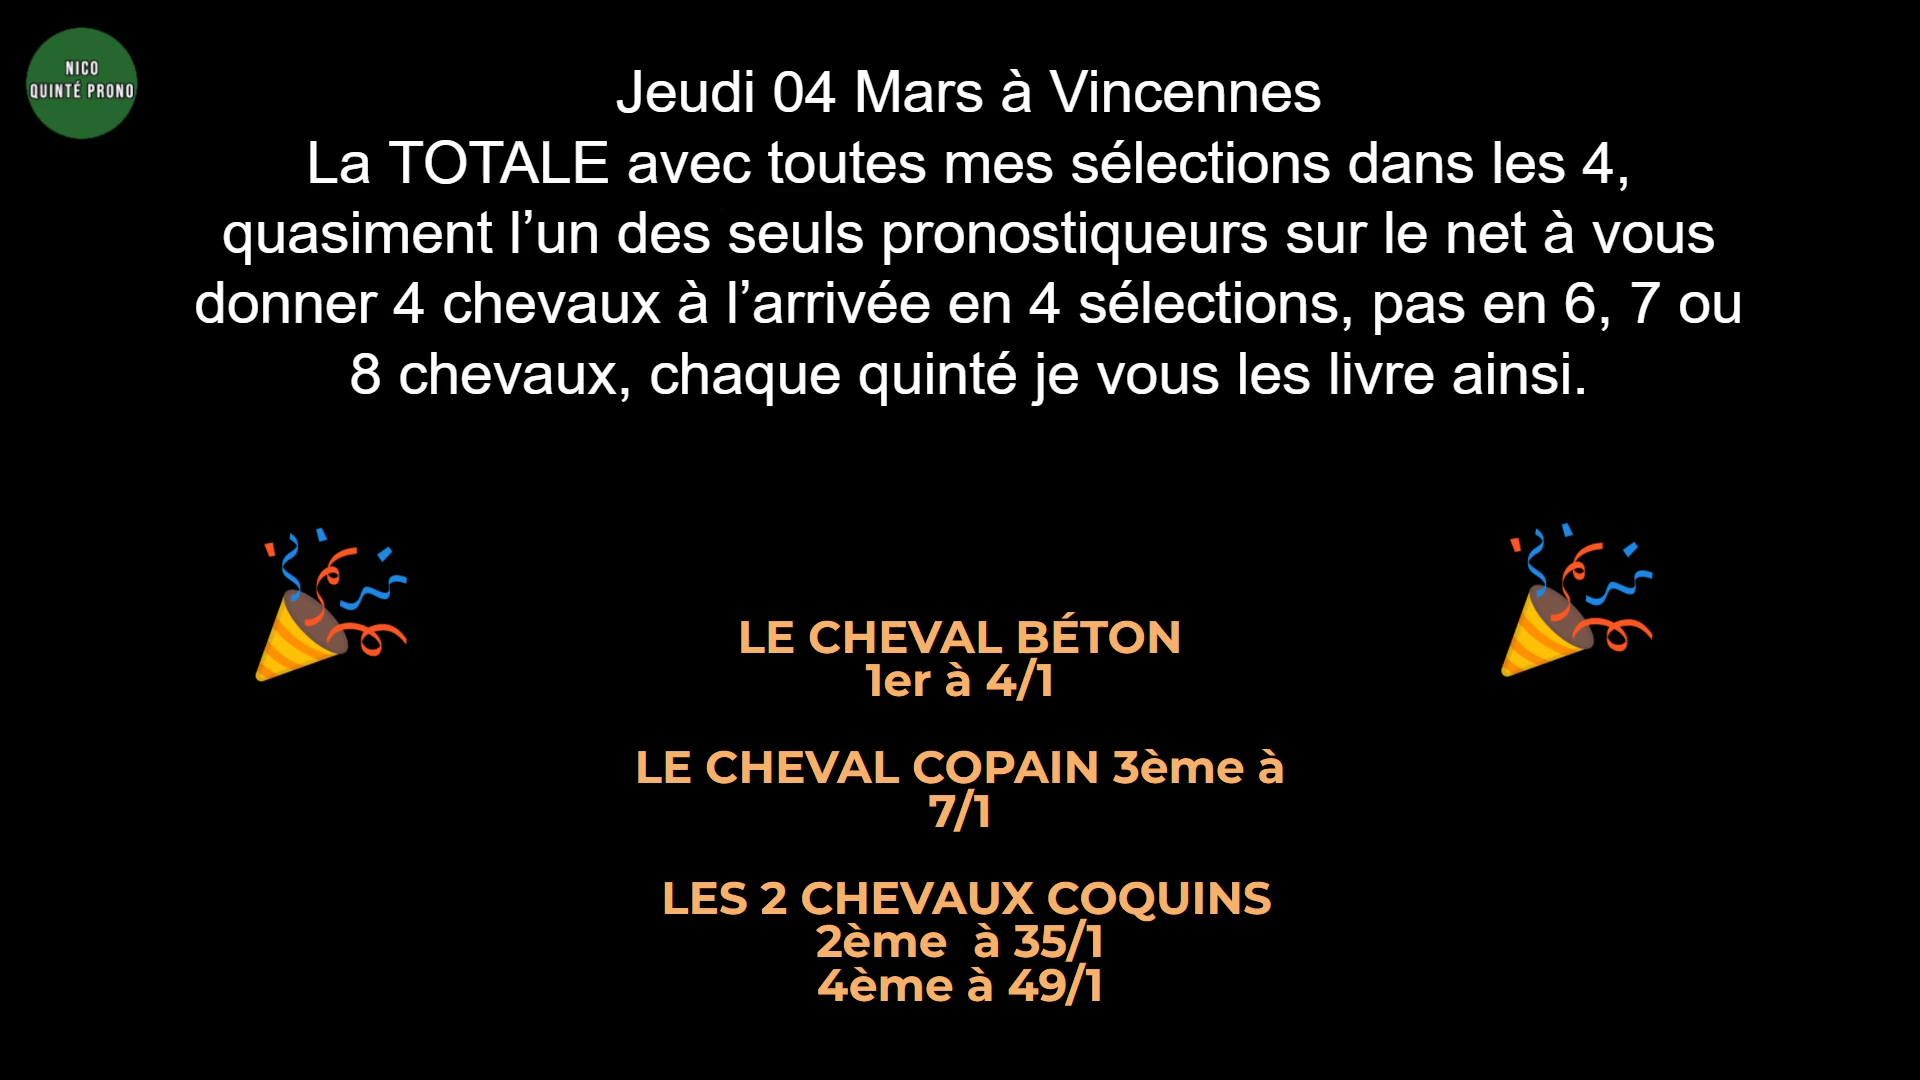 NICO
QUINTÉ PRONO
Jeudi 04 Mars à Vincennes
La TOTALE avec toutes mes sélections dans les 4,
quasiment l’un des seuls pronostiqueurs sur le net à vous
donner 4 chevaux à l’arrivée en 4 sélections, pas en 6, 7 ou
8 chevaux, chaque quinté je vous les livre ainsi.
LE CHEVAL BÉTON
1er à 4/1
LE CHEVAL COPAIN 3ème à
7/1
LES 2 CHEVAUX COQUINS
2ème  à 35/1
4ème à 49/1